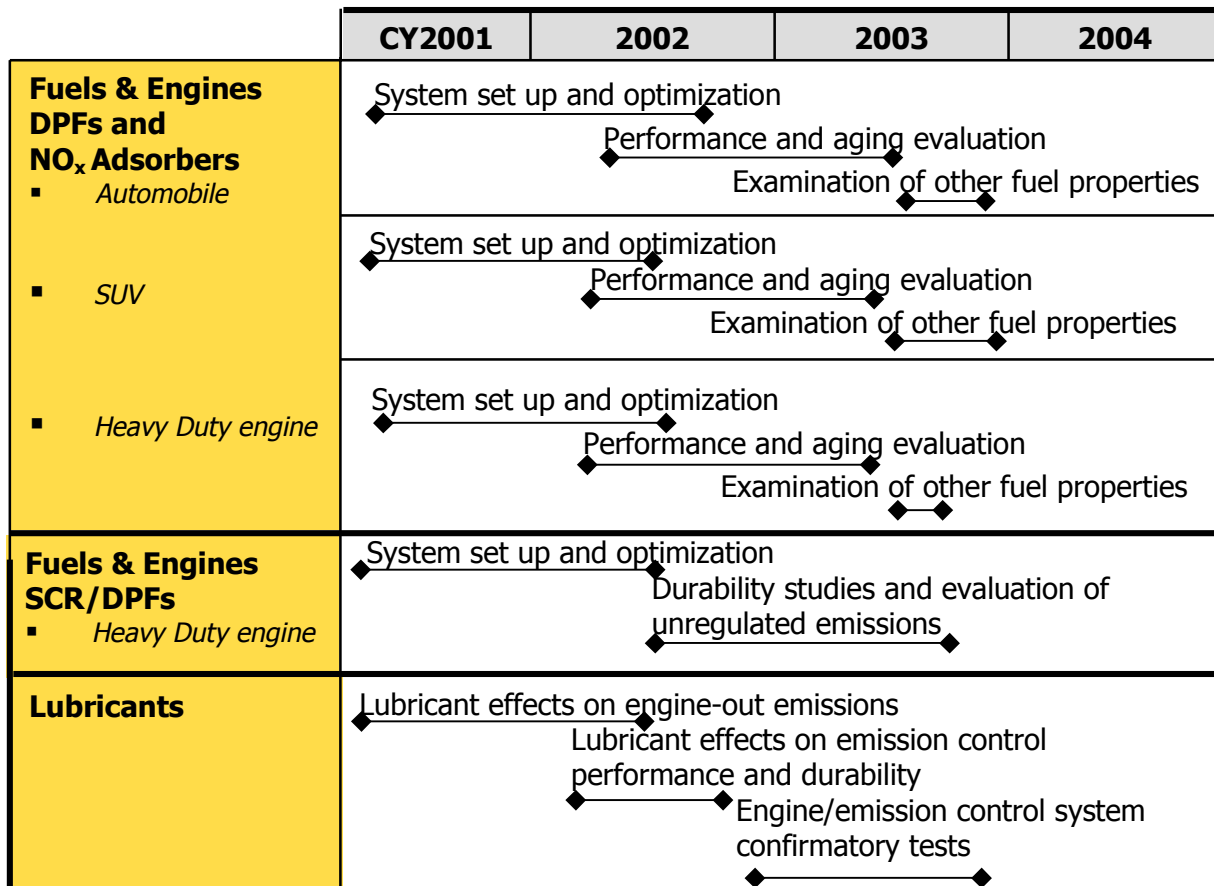 CY2001 2002 2003 2004
Fuels & Engines
DPFs and
NOx Adsorbers
▪ Automobile
System set up and optimization
Performance and aging evaluation
Examination of other fuel properties
▪ SUV
System set up and optimization
Performance and aging evaluation
Examination of other fuel properties
▪ Heavy Duty engine
System set up and optimization
Performance and aging evaluation
Examination of other fuel properties
Fuels & Engines
SCR/DPFs
▪ Heavy Duty engine
System set up and optimization
Durability studies and evaluation of
unregulated emissions
Lubricants
Lubricant effects on engine-out emissions
Lubricant effects on emission control
performance and durability
Engine/emission control system
confirmatory tests